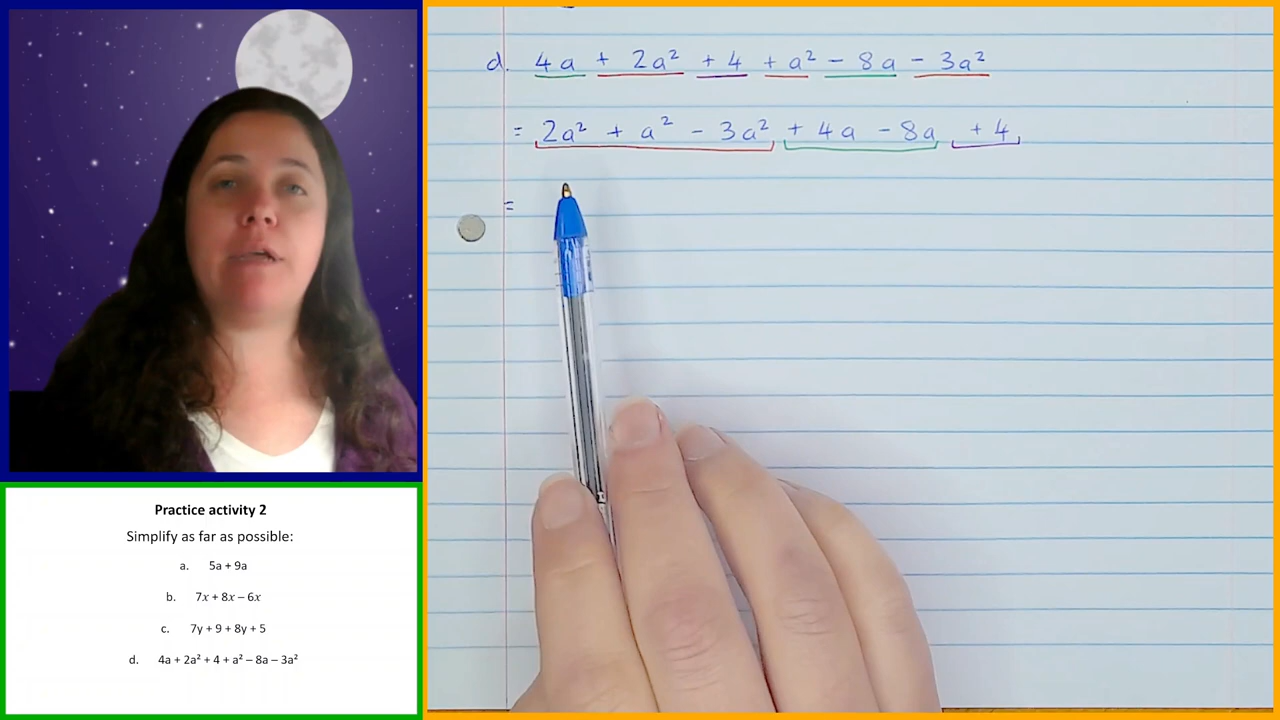 d. 4a + 2a² + 4 + a² - 8a - 3a²
= 2a² + a² - 3a² + 4a - 8a + 4
=
Practice activity 2
Simplify as far as possible:
a. 5a + 9a
b. 7x + 8x – 6x
c. 7y + 9 + 8y + 5
d. 4a + 2a² + 4 + a² – 8a – 3a²